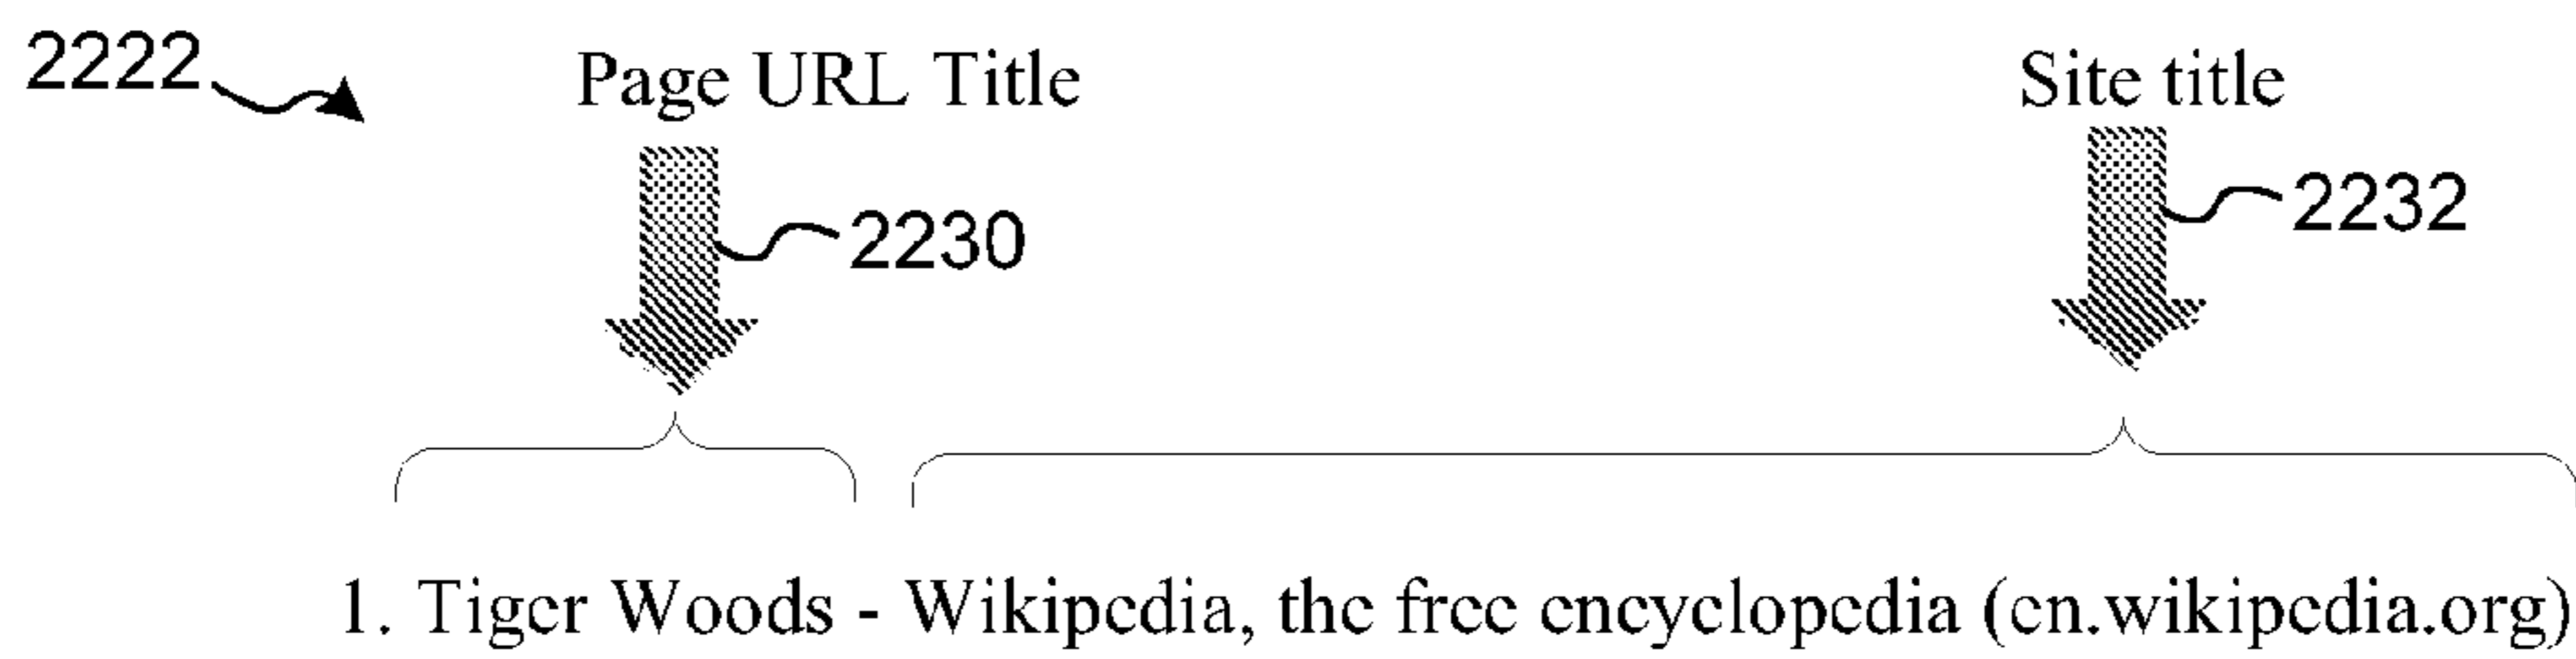 2222
Page URL Title
Site title
2230
2232
1. Tiger Woods - Wikipedia, the free encyclopedia (en.wikipedia.org)